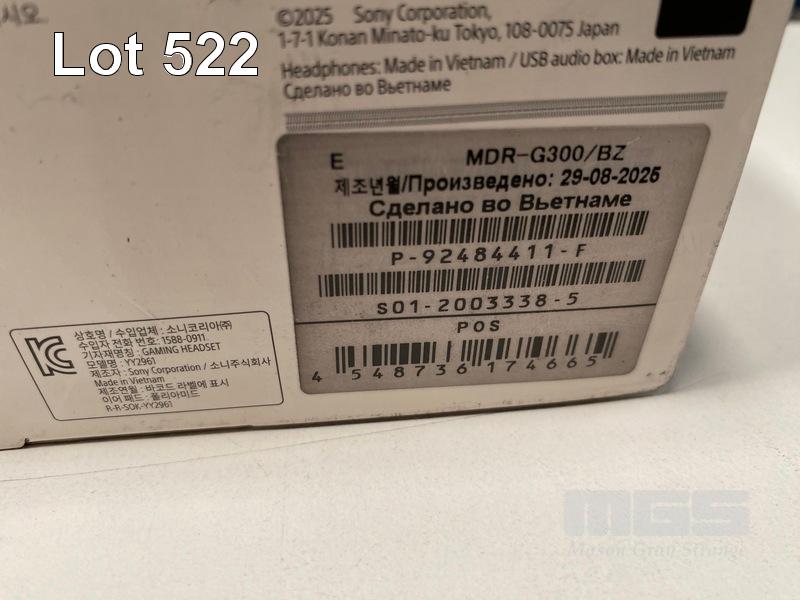 시오
Lot 522
©2025 Sony Corporation,
1-7-1 Konan Minato-ku Tokyo, 108-0075 Japan
Headphones: Made in Vietnam / USB audio box: Made in Vietnam
Сделано во Вьетнаме
E MDR-G300/BZ
제조년월/Произведено: 29-08-2025
Сделано во Вьетнаме
P-92484411-F
S01-2003338-5
POS
4 548736 174665
상호명 / 수입업체 : 소니코리아㈜
수입자 전화 번호: 1588-0911
기자재명칭 : GAMING HEADSET
모델명 : YY2961
제조자 : Sony Corporation / 소니주식회사
Made in Vietnam
제조연월 : 바코드 라벨에 표시
이어 패드 : 폴리아미드
R-R-SOK-YY2961
MGS
Mason Gray Strange